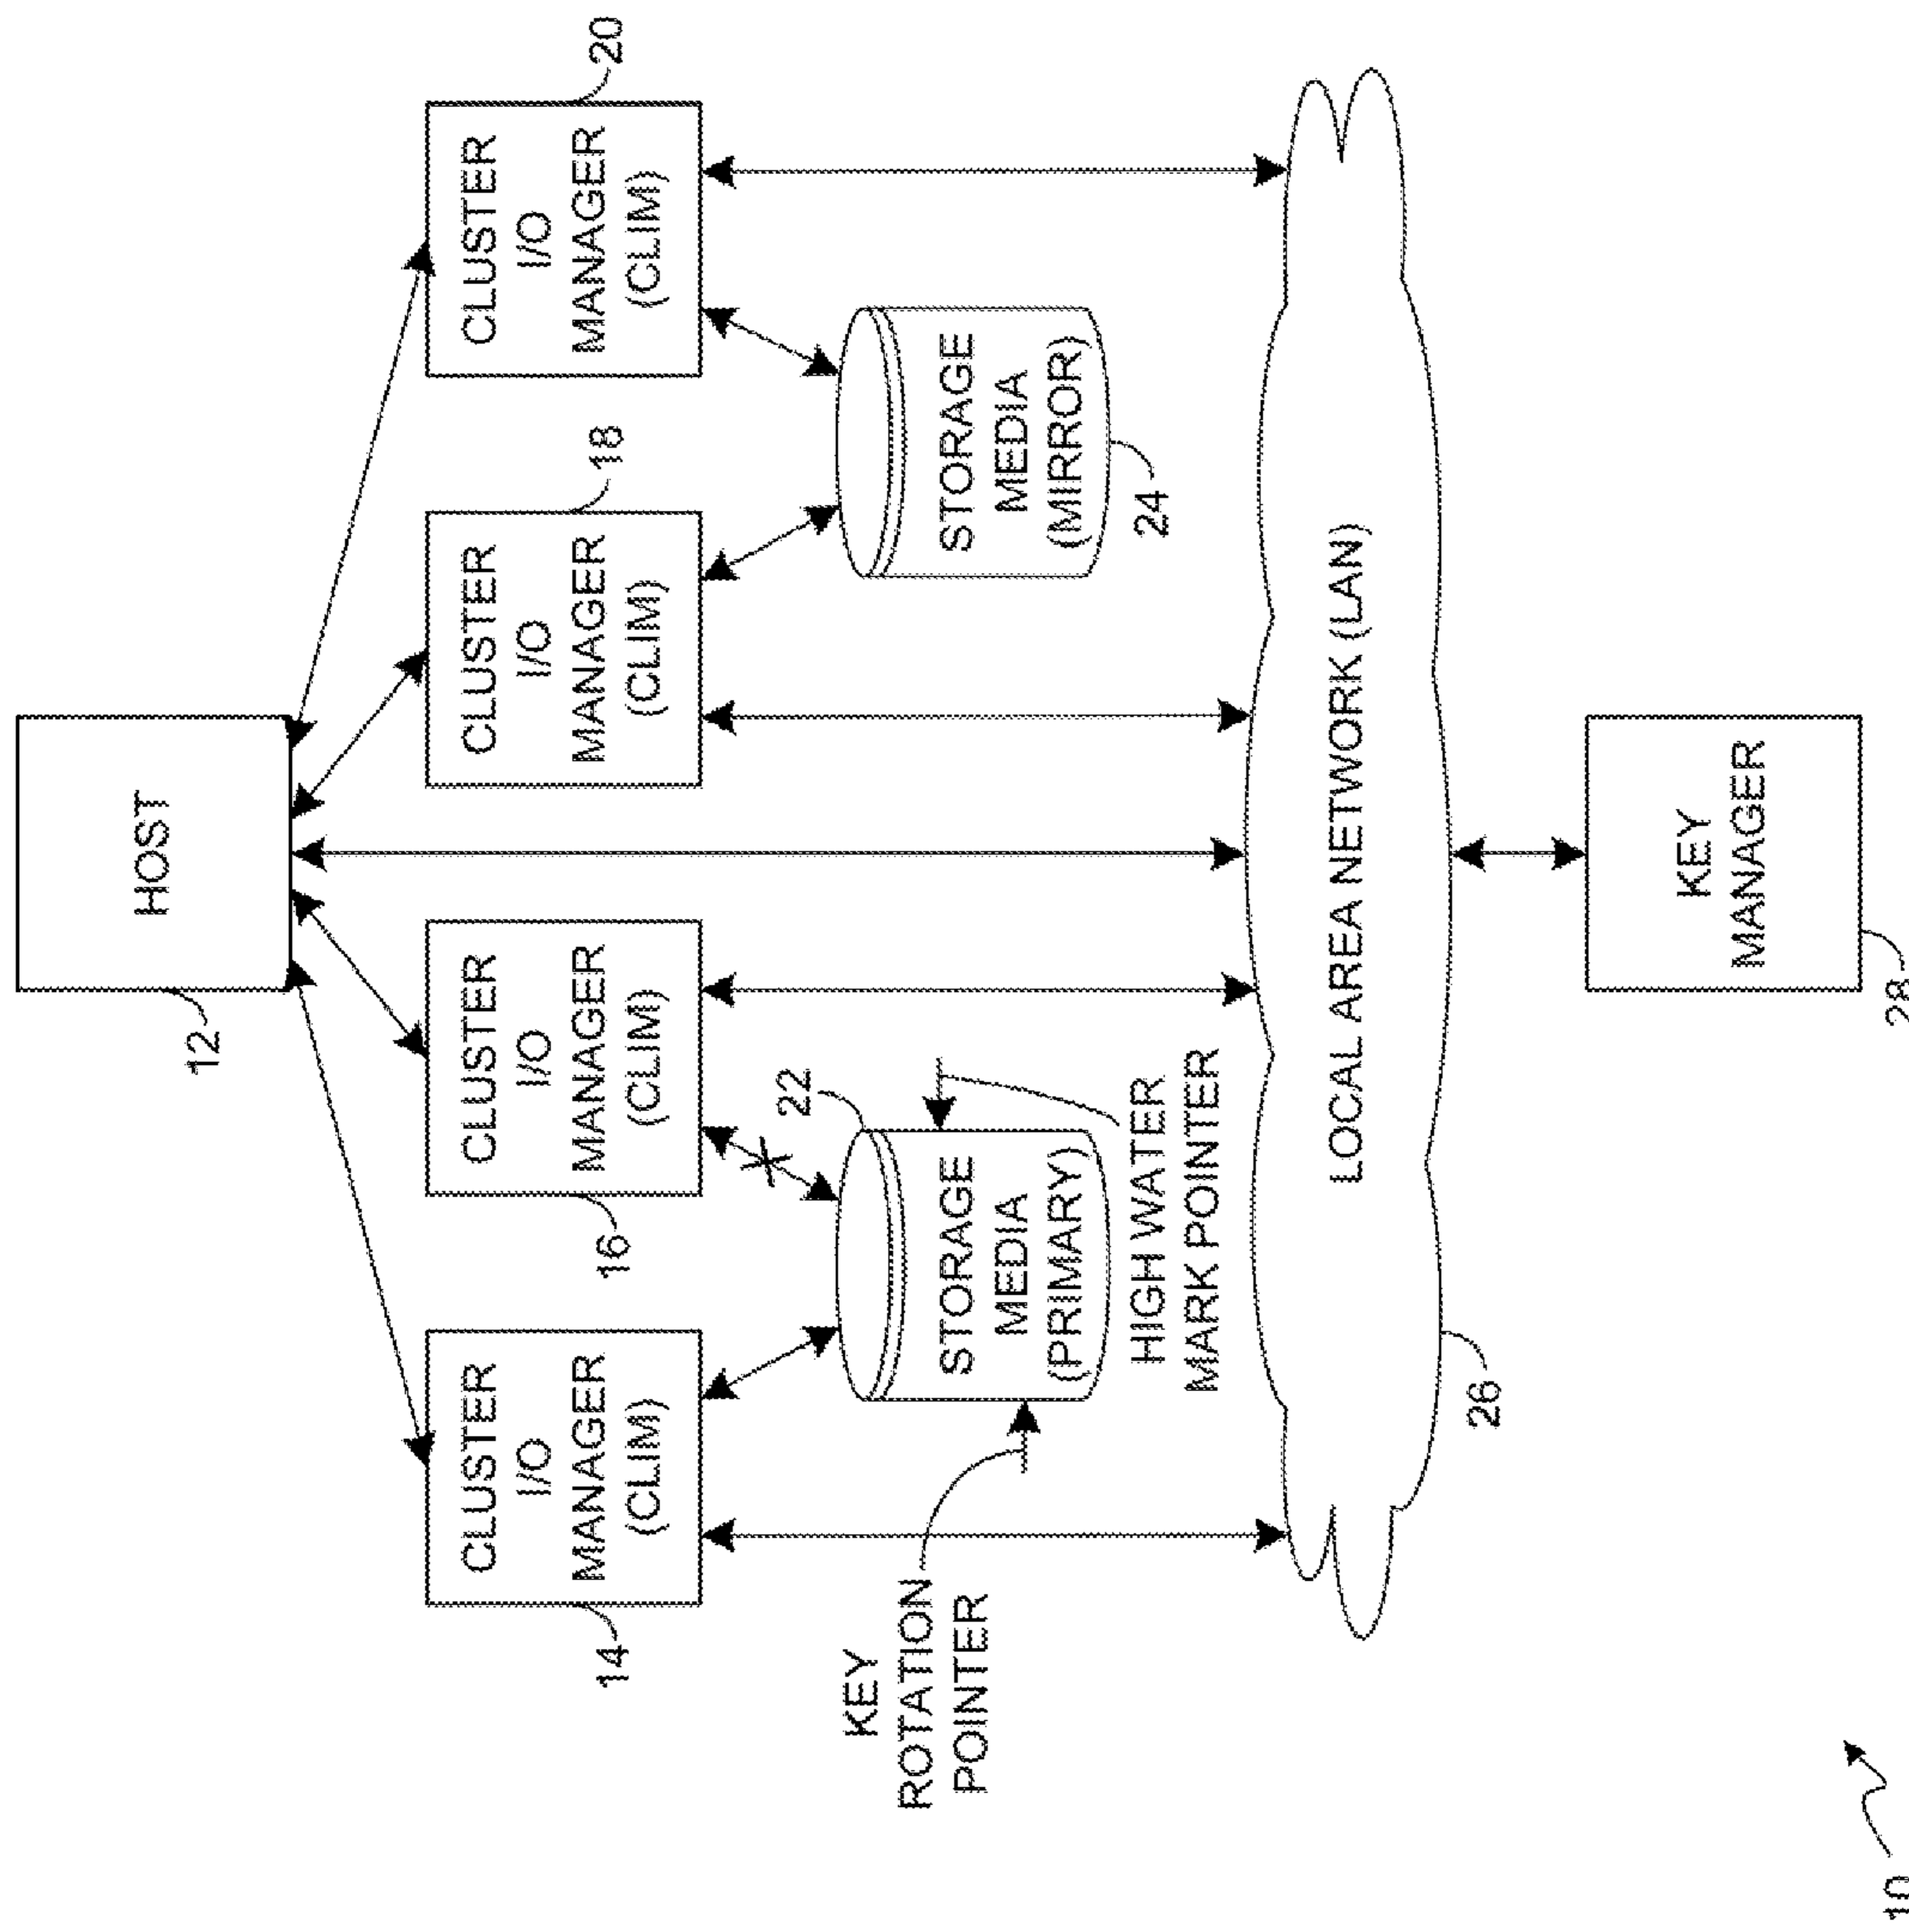 HOST
12
CLUSTER
I/O
MANAGER
(CLIM)
14
CLUSTER
I/O
MANAGER
(CLIM)
16
CLUSTER
I/O
MANAGER
(CLIM)
18
CLUSTER
I/O
MANAGER
(CLIM)
20
KEY
ROTATION
POINTER
STORAGE
MEDIA
(PRIMARY)
22
HIGH WATER
MARK POINTER
STORAGE
MEDIA
(MIRROR)
24
LOCAL AREA NETWORK (LAN)
26
KEY
MANAGER
28
10